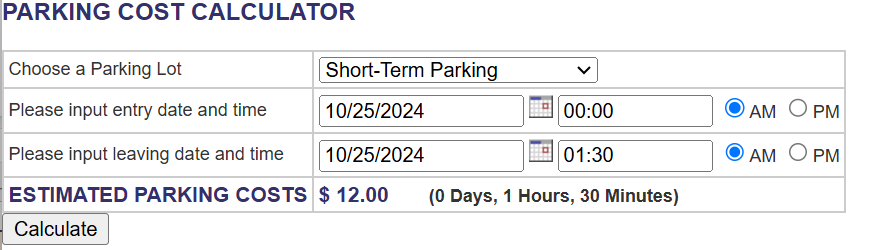 PARKING COST CALCULATOR
Choose a Parking Lot Short-Term Parking
Please input entry date and time 10/25/2024 00:00 AM PM
Please input leaving date and time 10/25/2024 01:30 AM PM
ESTIMATED PARKING COSTS $ 12.00 (0 Days, 1 Hours, 30 Minutes)
Calculate